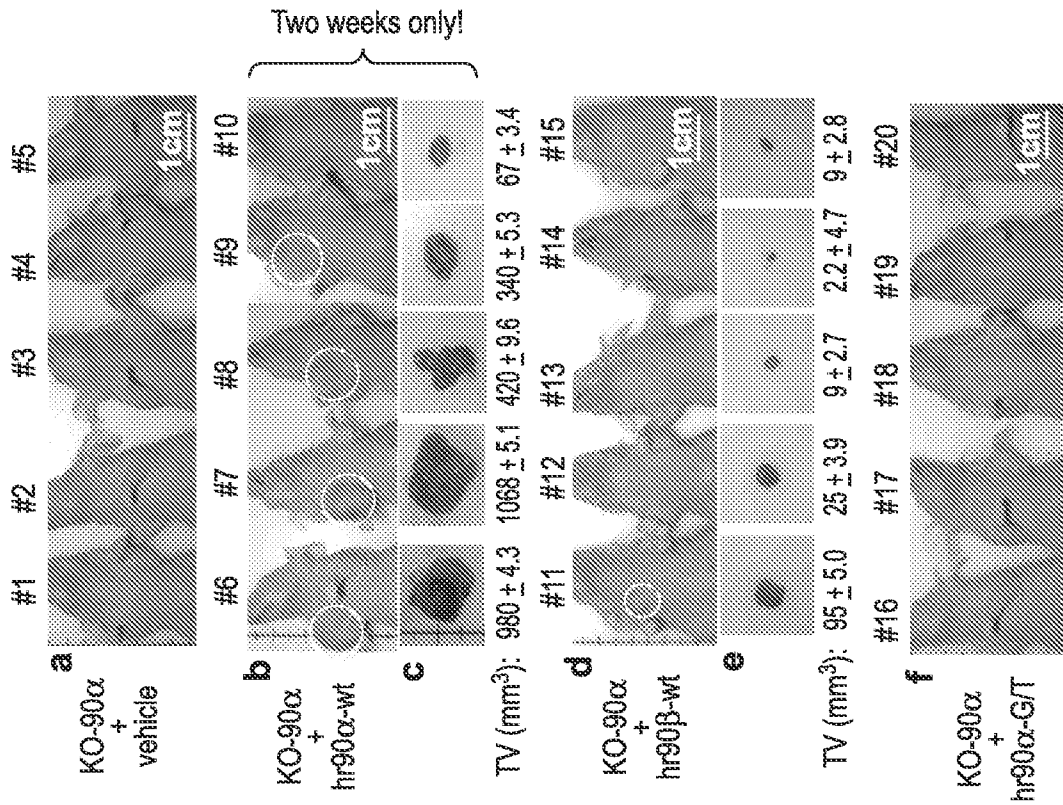 Two weeks only!
a
KO-90α
+
vehicle
#1 #2 #3 #4 #5
1cm
b
KO-90α
+
hr90α-wt
#6 #7 #8 #9 #10
1cm
c
TV (mm³): 980 ± 4.3 1068 ± 5.1 420 ± 9.6 340 ± 5.3 67 ± 3.4
d
KO-90α
+
hr90β-wt
#11 #12 #13 #14 #15
1cm
e
TV (mm³): 95 ± 5.0 25 ± 3.9 9 ± 2.7 2.2 ± 4.7 9 ± 2.8
f
KO-90α
+
hr90α-G/T
#16 #17 #18 #19 #20
1cm